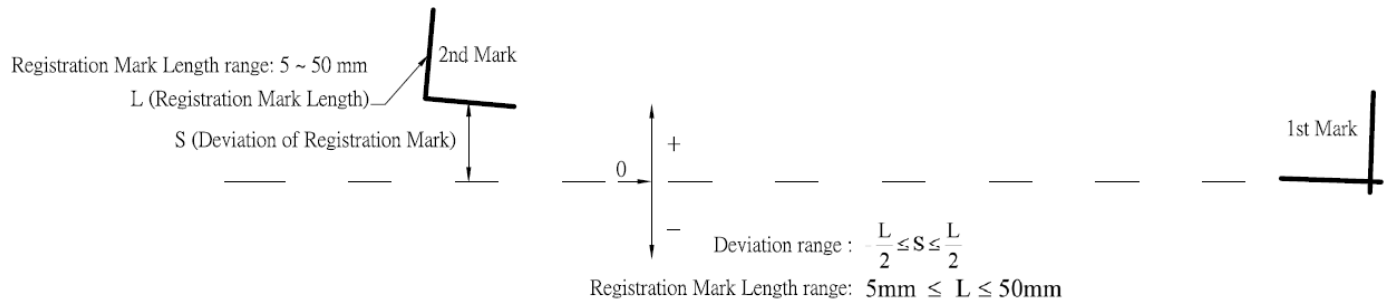 2nd Mark
Registration Mark Length range: 5 ~ 50 mm
L (Registration Mark Length)
S (Deviation of Registration Mark)
1st Mark
+
0
−
Deviation range : - L/2 ≤ S ≤ L/2
Registration Mark Length range: 5mm ≤ L ≤ 50mm